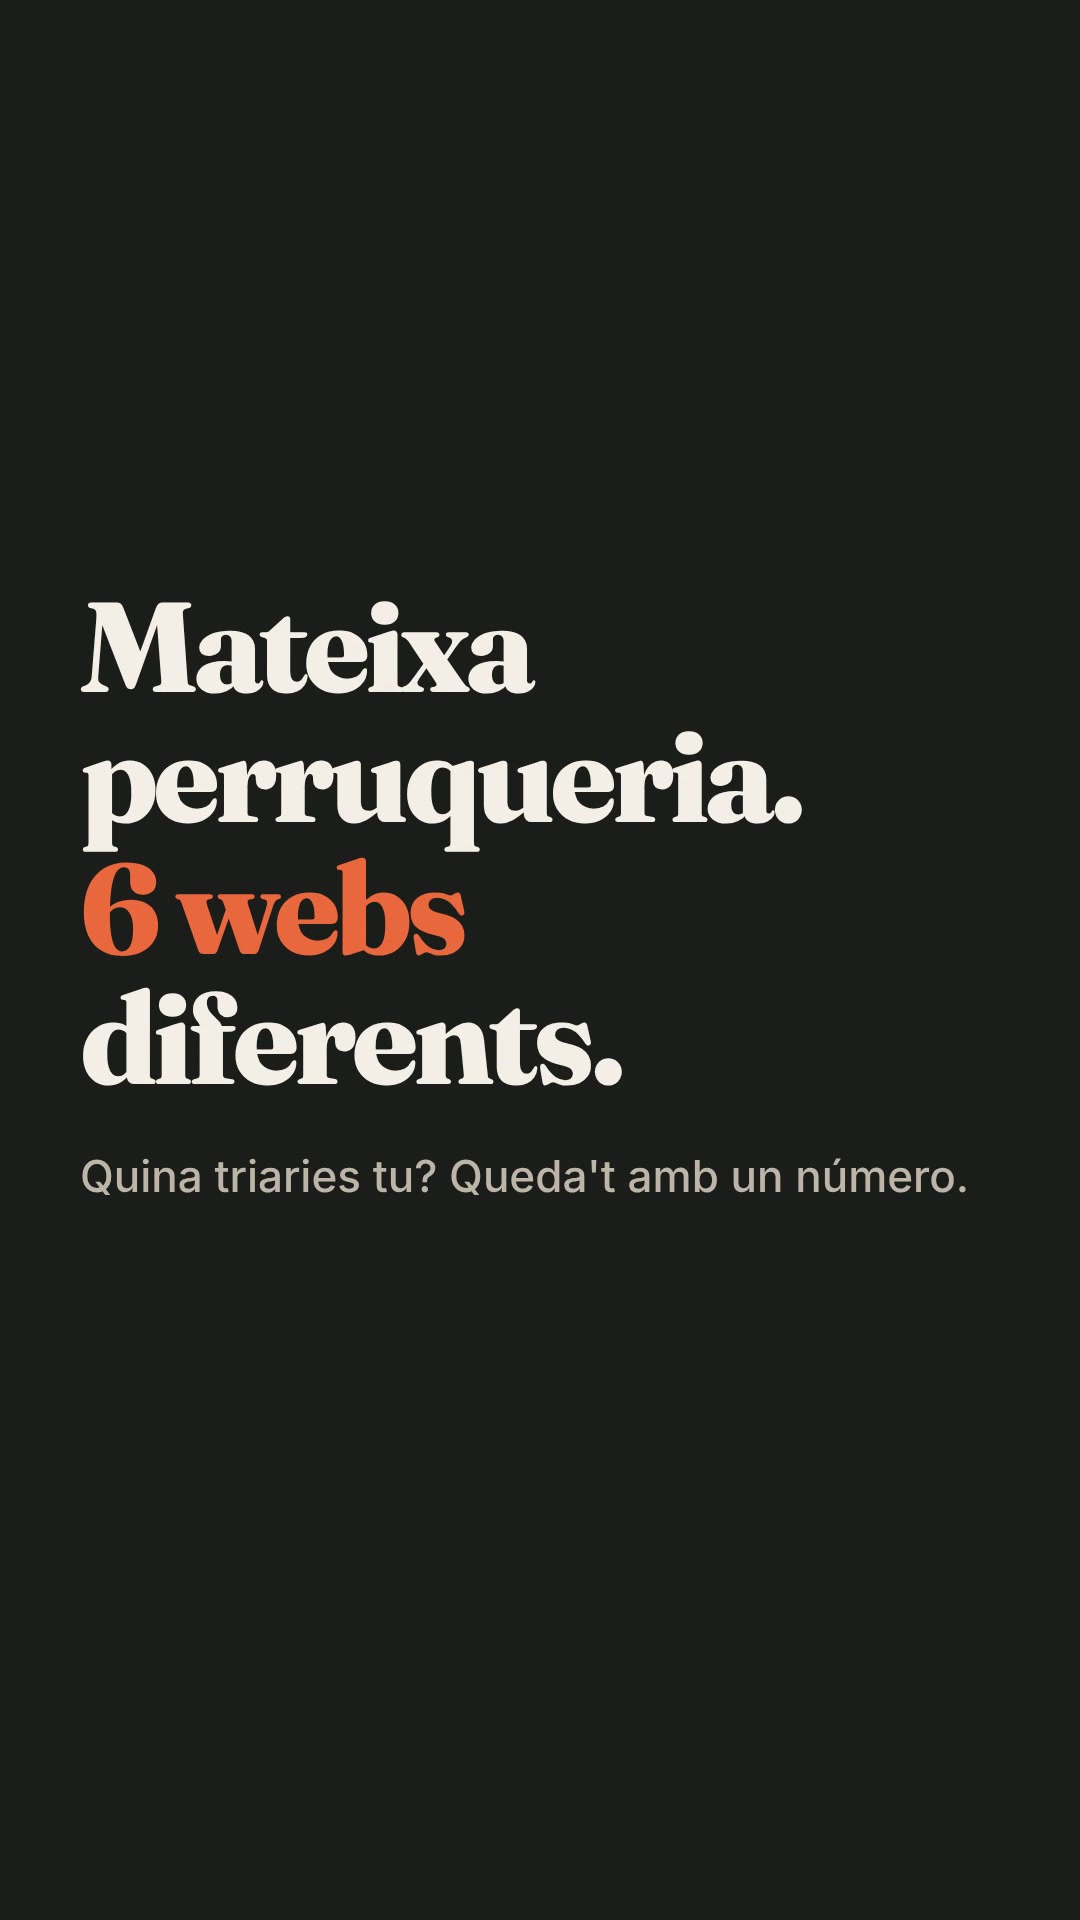 Mateixa
perruqueria.
6 webs
diferents.
Quina triaries tu? Queda't amb un número.